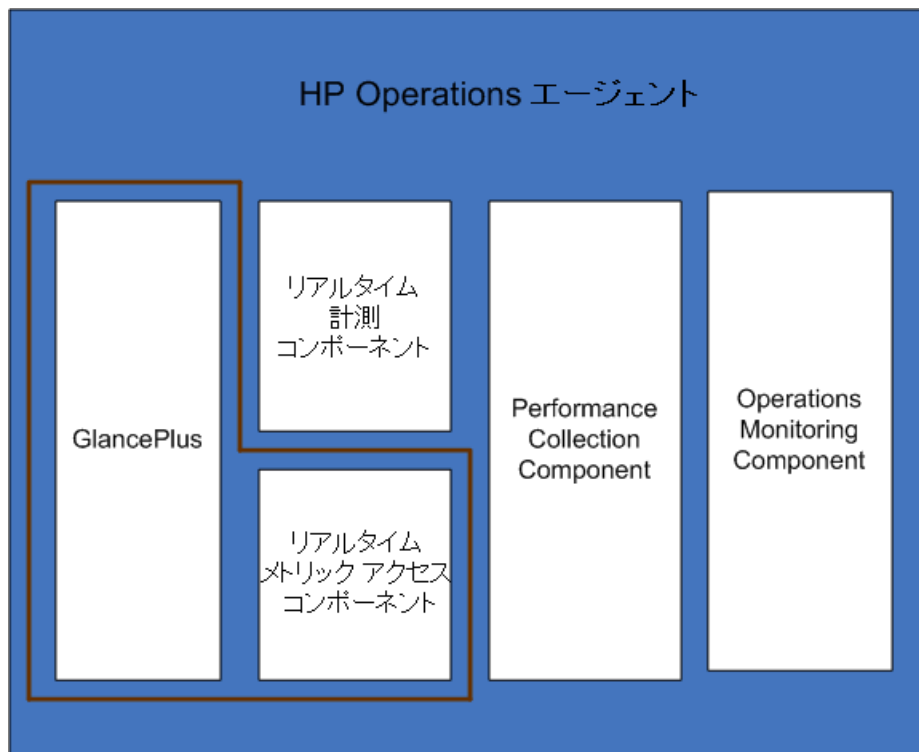 HP Operations エージェント
GlancePlus
リアルタイム
計測
コンポーネント
リアルタイム
メトリック アクセス
コンポーネント
Performance
Collection
Component
Operations
Monitoring
Component